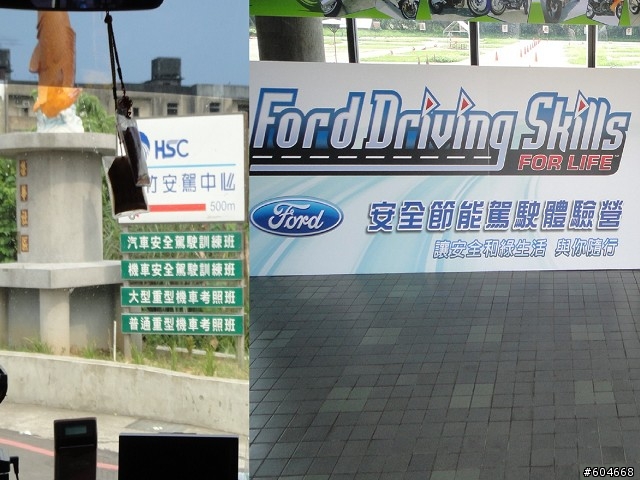 HSC
竹安駕中心
500m
汽車安全駕駛訓練班
機車安全駕駛訓練班
大型重型機車考照班
普通重型機車考照班
Ford Driving Skills
FOR LIFE
Ford
安全節能駕駛體驗營
讓安全和綠生活 與你隨行
#604668